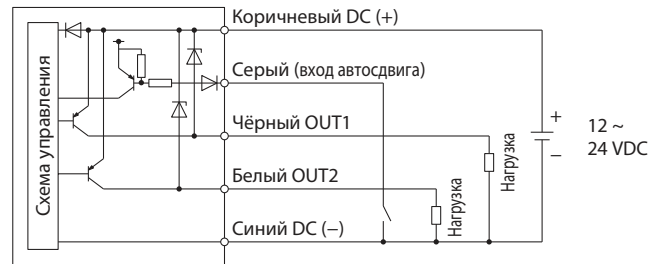 Коричневый DC (+)
Серый (вход автосдвига)
Чёрный OUT1
Белый OUT2
Синий DC (−)
Схема управления
Нагрузка
Нагрузка
+
−
12 ~
24 VDC